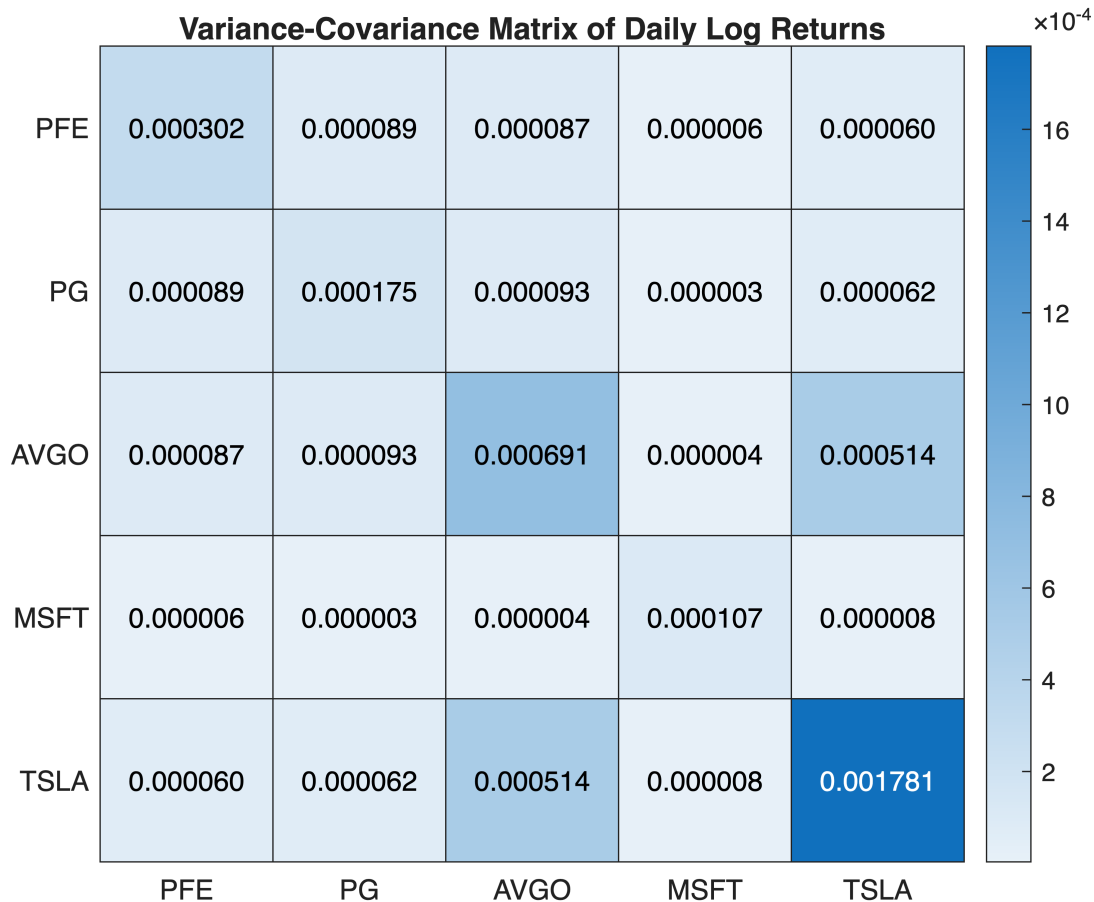 Variance-Covariance Matrix of Daily Log Returns
×10-4
PFE 0.000302 0.000089 0.000087 0.000006 0.000060
PG 0.000089 0.000175 0.000093 0.000003 0.000062
AVGO 0.000087 0.000093 0.000691 0.000004 0.000514
MSFT 0.000006 0.000003 0.000004 0.000107 0.000008
TSLA 0.000060 0.000062 0.000514 0.000008 0.001781
PFE PG AVGO MSFT TSLA
16
14
12
10
8
6
4
2